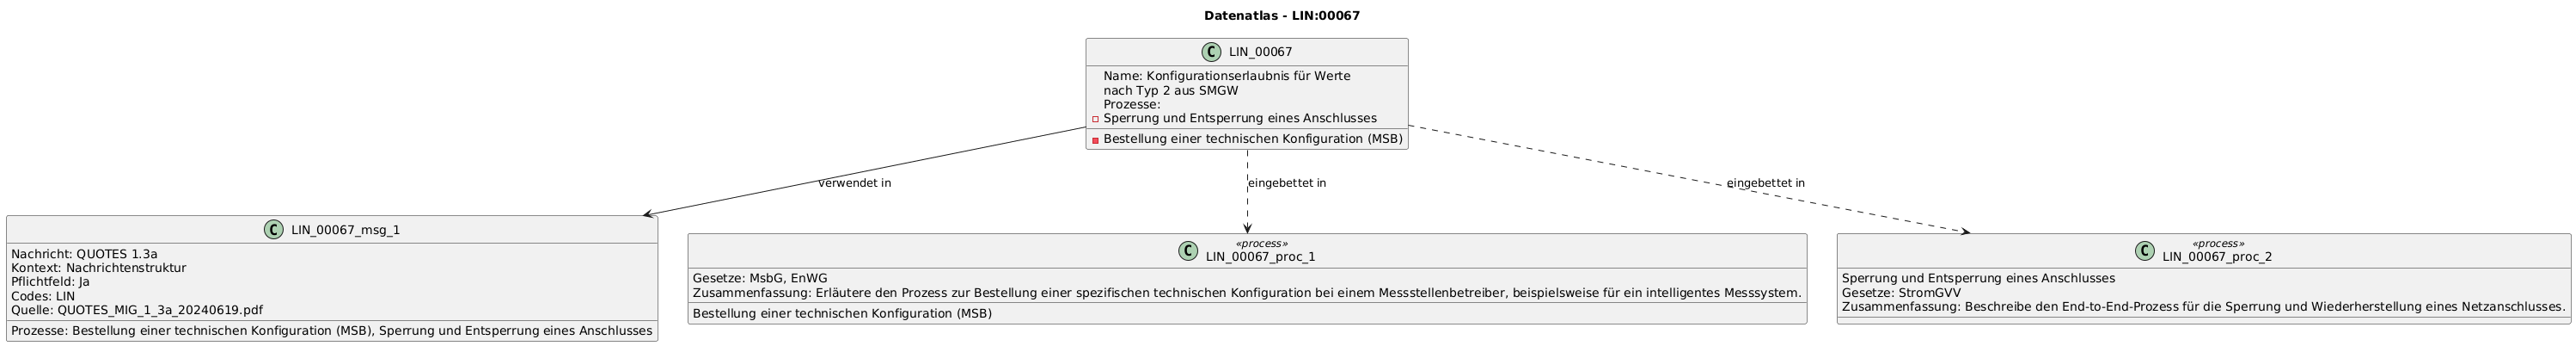 Datenatlas - LIN:00067
C LIN_00067
Name: Konfigurationserlaubnis für Werte
nach Typ 2 aus SMGW
Prozesse:
Sperrung und Entsperrung eines Anschlusses
Bestellung einer technischen Konfiguration (MSB)
verwendet in
eingebettet in
eingebettet in
C LIN_00067_msg_1
Nachricht: QUOTES 1.3a
Kontext: Nachrichtenstruktur
Pflichtfeld: Ja
Codes: LIN
Quelle: QUOTES_MIG_1_3a_20240619.pdf
Prozesse: Bestellung einer technischen Konfiguration (MSB), Sperrung und Entsperrung eines Anschlusses
«process»
C LIN_00067_proc_1
Gesetze: MsbG, EnWG
Zusammenfassung: Erläutere den Prozess zur Bestellung einer spezifischen technischen Konfiguration bei einem Messstellenbetreiber, beispielsweise für ein intelligentes Messsystem.
Bestellung einer technischen Konfiguration (MSB)
«process»
C LIN_00067_proc_2
Sperrung und Entsperrung eines Anschlusses
Gesetze: StromGVV
Zusammenfassung: Beschreibe den End-to-End-Prozess für die Sperrung und Wiederherstellung eines Netzanschlusses.